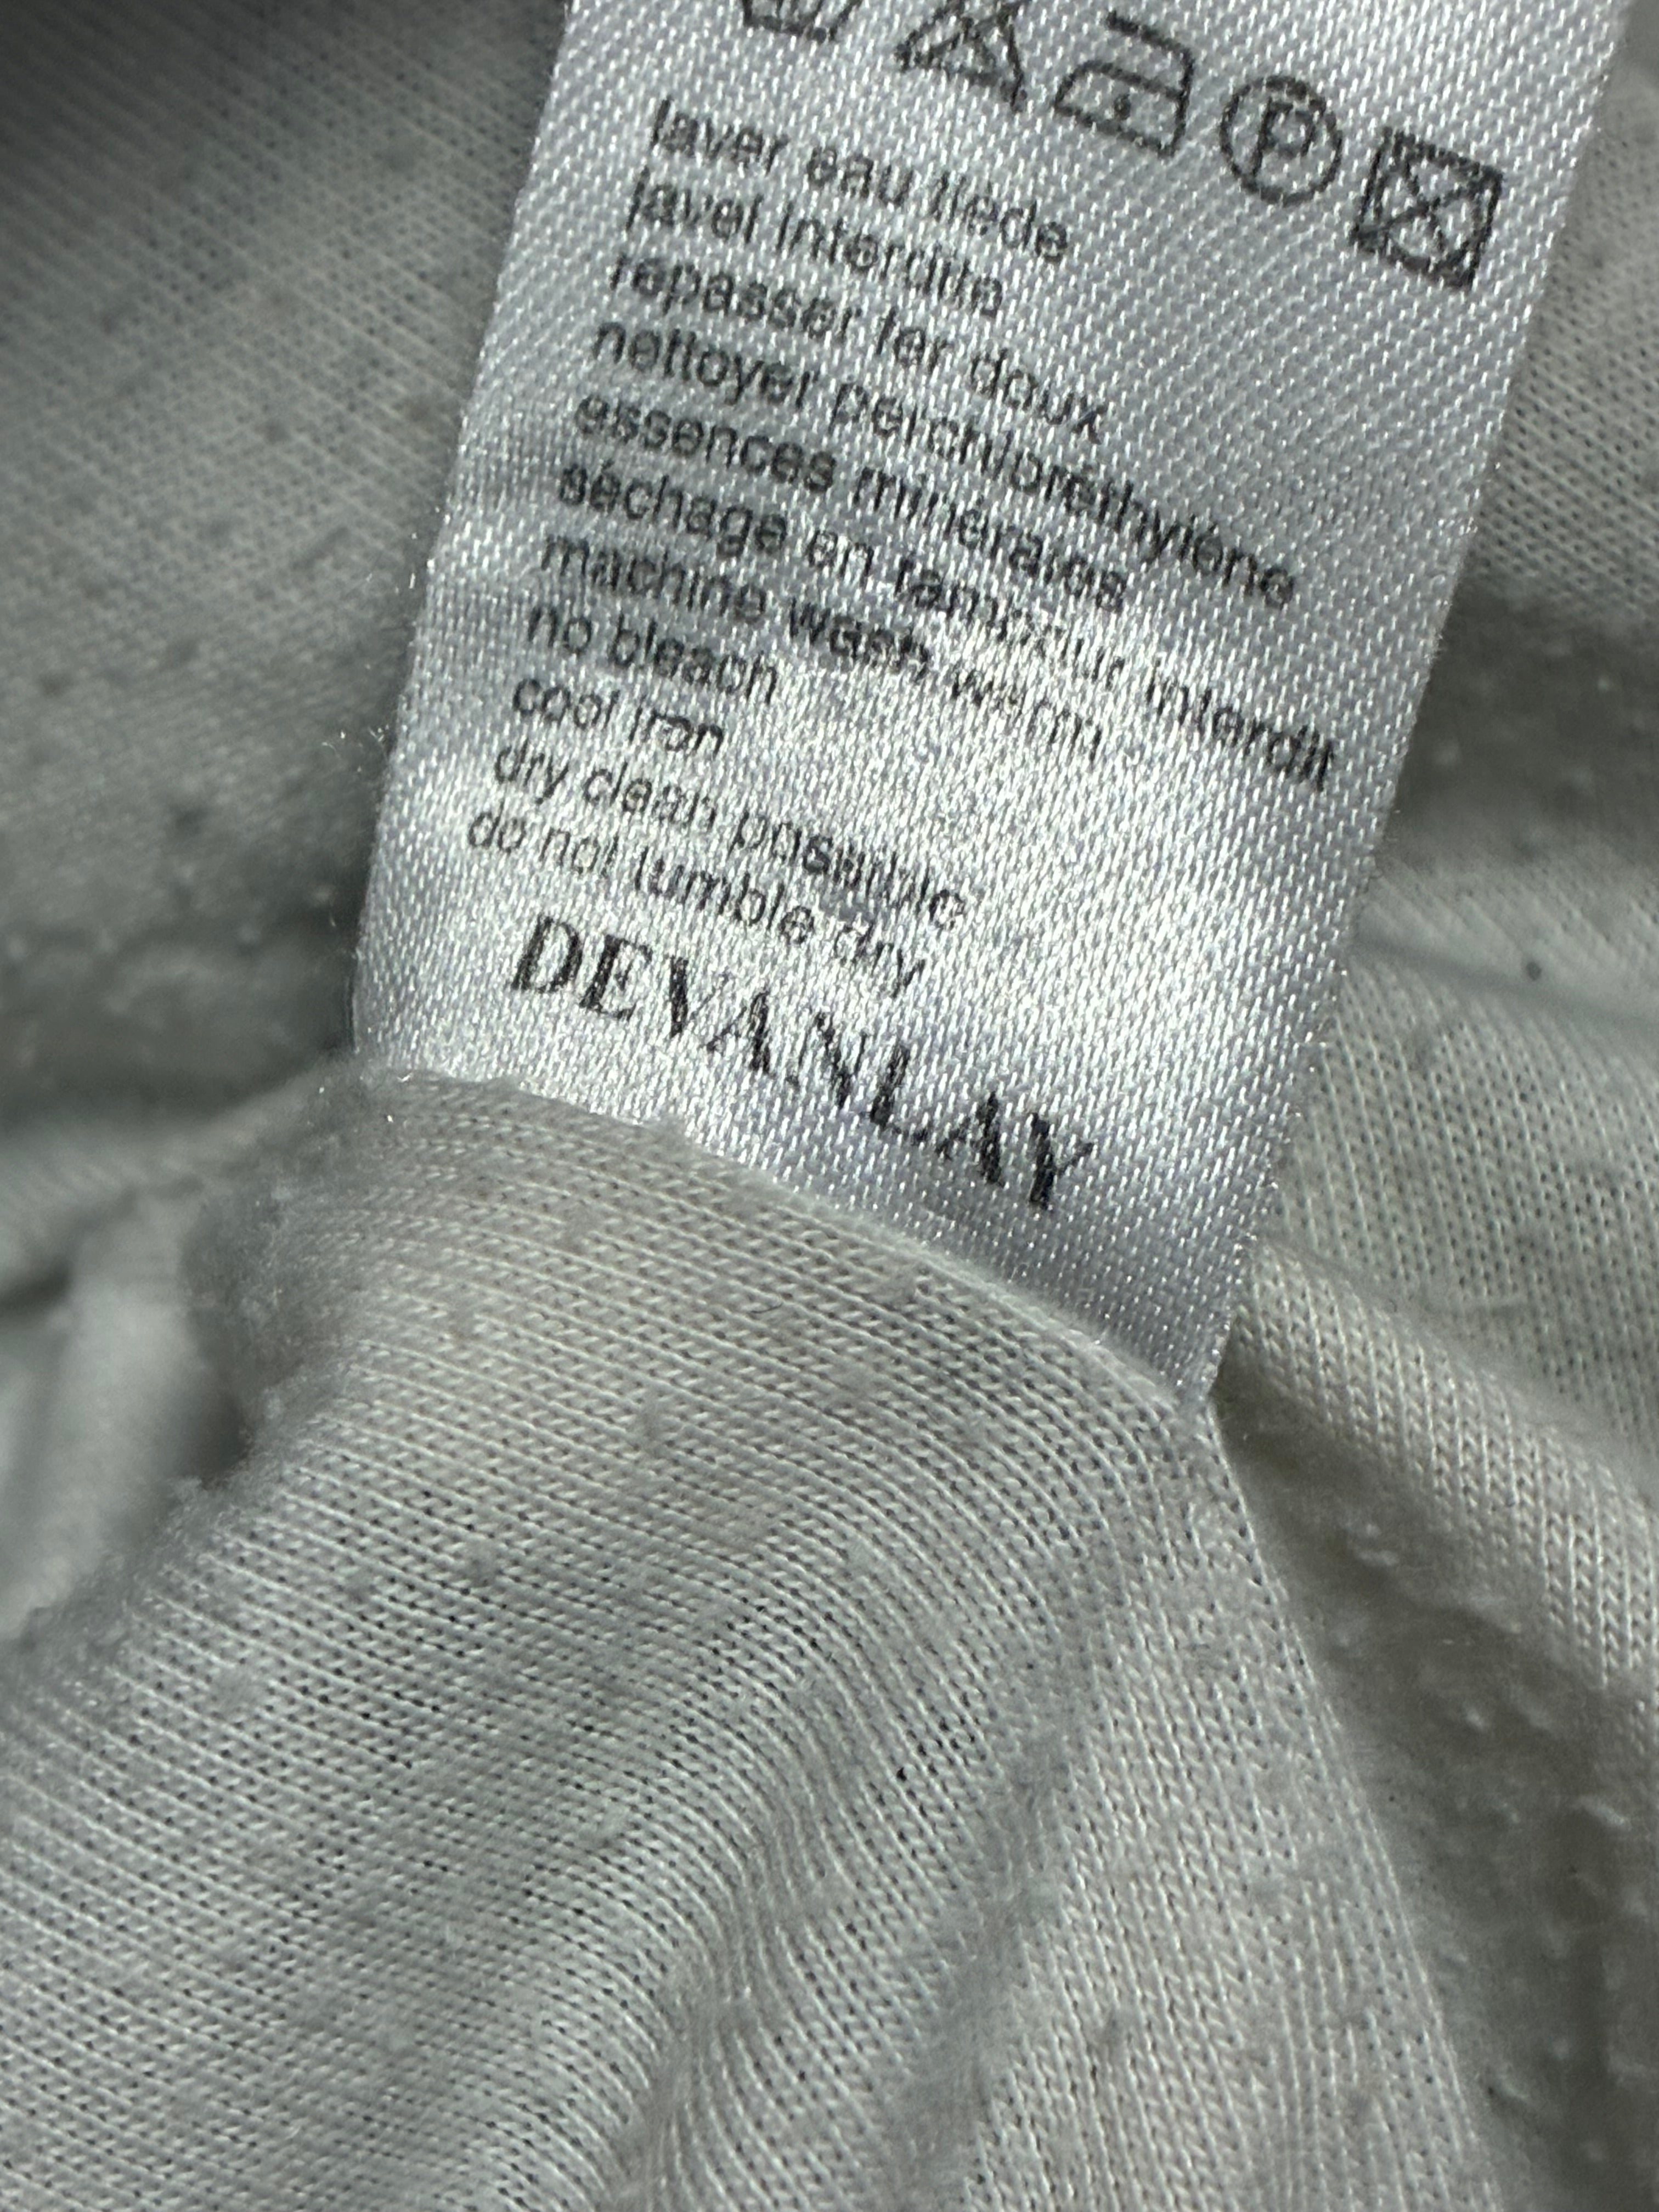 P
laver eau tiède
javel interdite
repasser fer doux
nettoyer perchloréthylène
essences minérales
séchage en tambour interdit
machine wash warm
no bleach
cool iron
dry clean possible
do not tumble dry
DEVANLAY